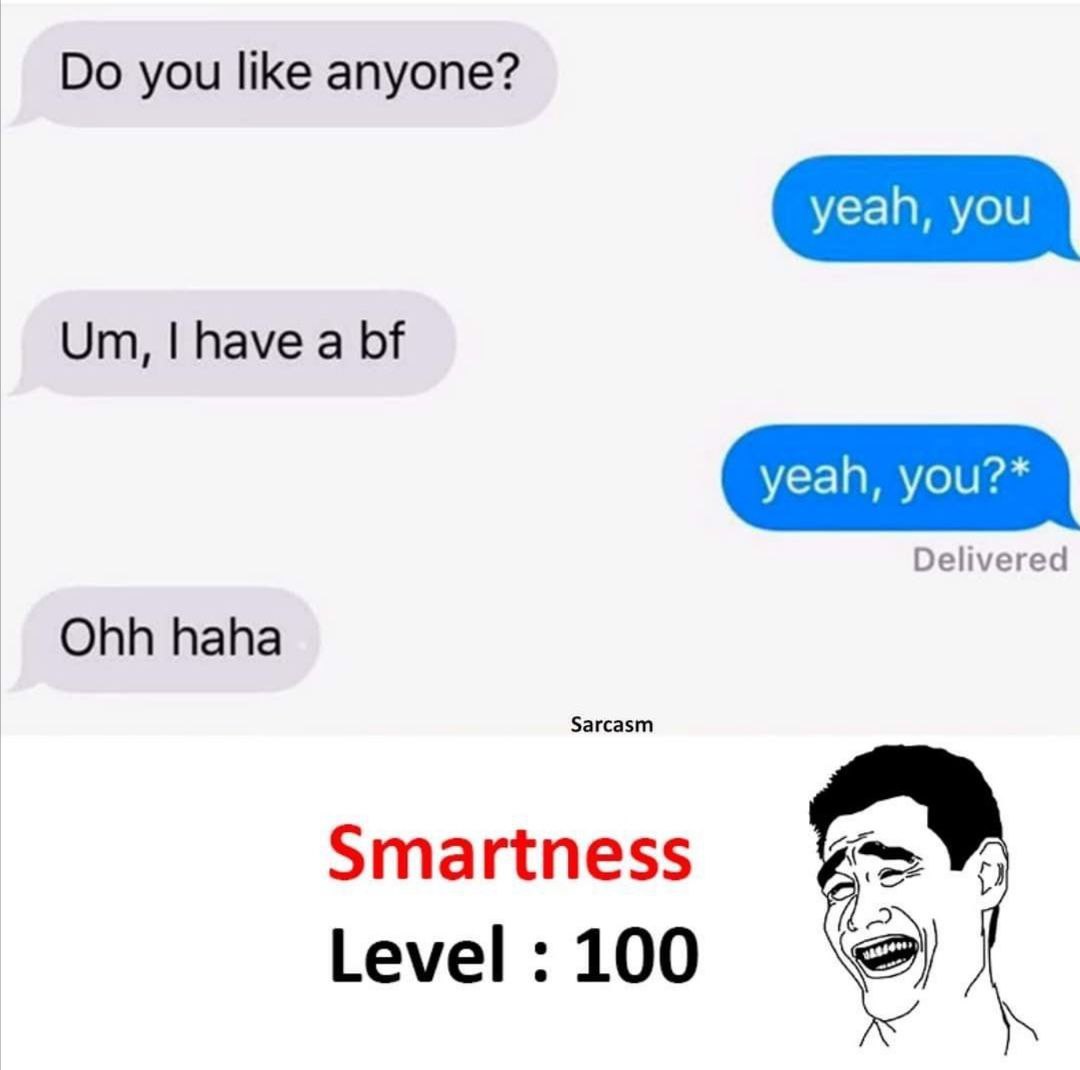 Do you like anyone?
yeah, you
Um, I have a bf
yeah, you?*
Delivered
Ohh haha
Sarcasm
Smartness
Level : 100